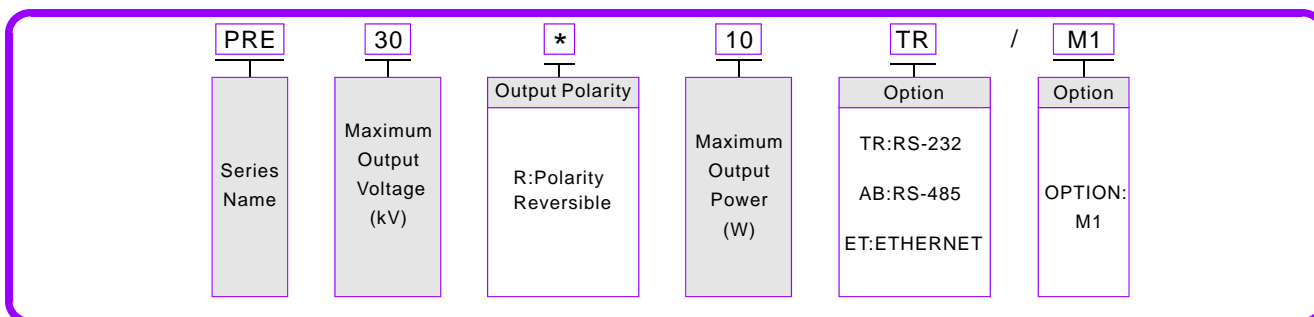 PRE 30 * 10 TR / M1
Series
Name
Maximum
Output
Voltage
(kV)
Output Polarity
R:Polarity
Reversible
Maximum
Output
Power
(W)
Option
TR:RS-232
AB:RS-485
ET:ETHERNET
Option
OPTION:
M1